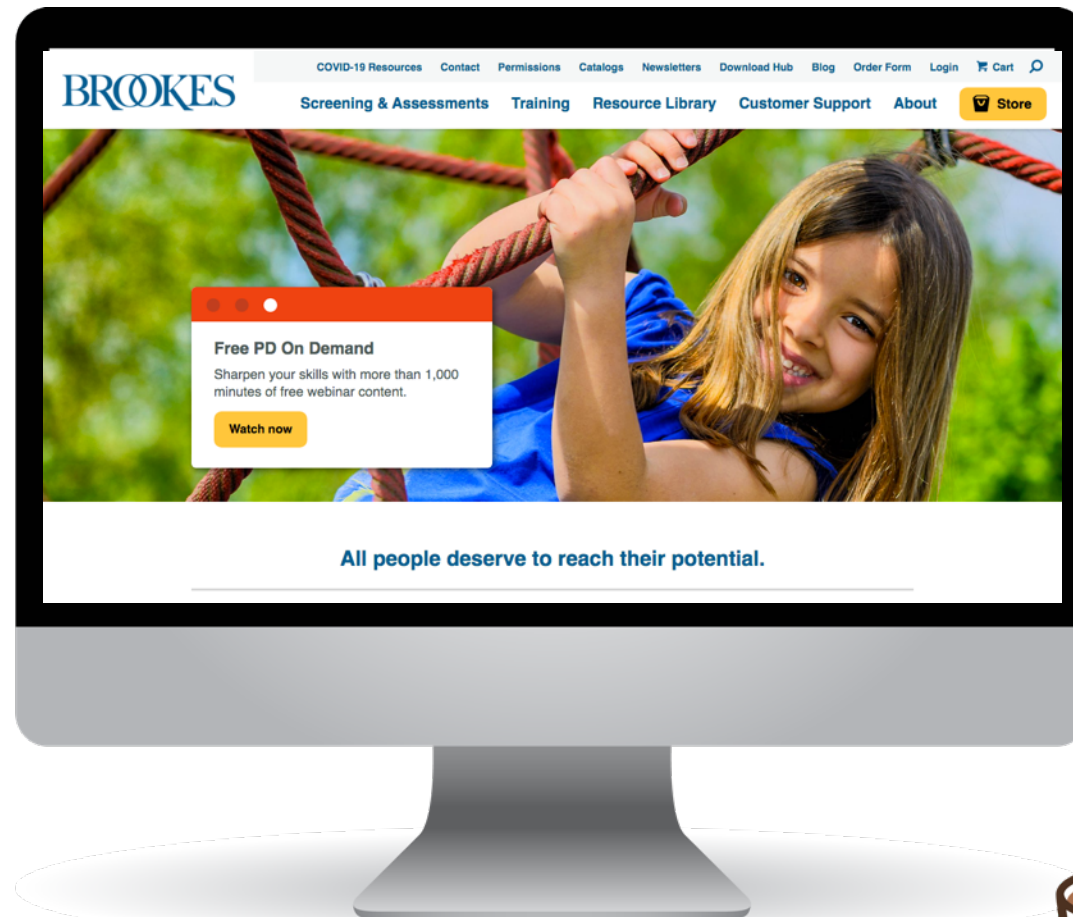 BROOKES
COVID-19 Resources Contact Permissions Catalogs Newsletters Download Hub Blog Order Form Login Cart
Screening & Assessments Training Resource Library Customer Support About Store
Free PD On Demand
Sharpen your skills with more than 1,000
minutes of free webinar content.
Watch now
All people deserve to reach their potential.